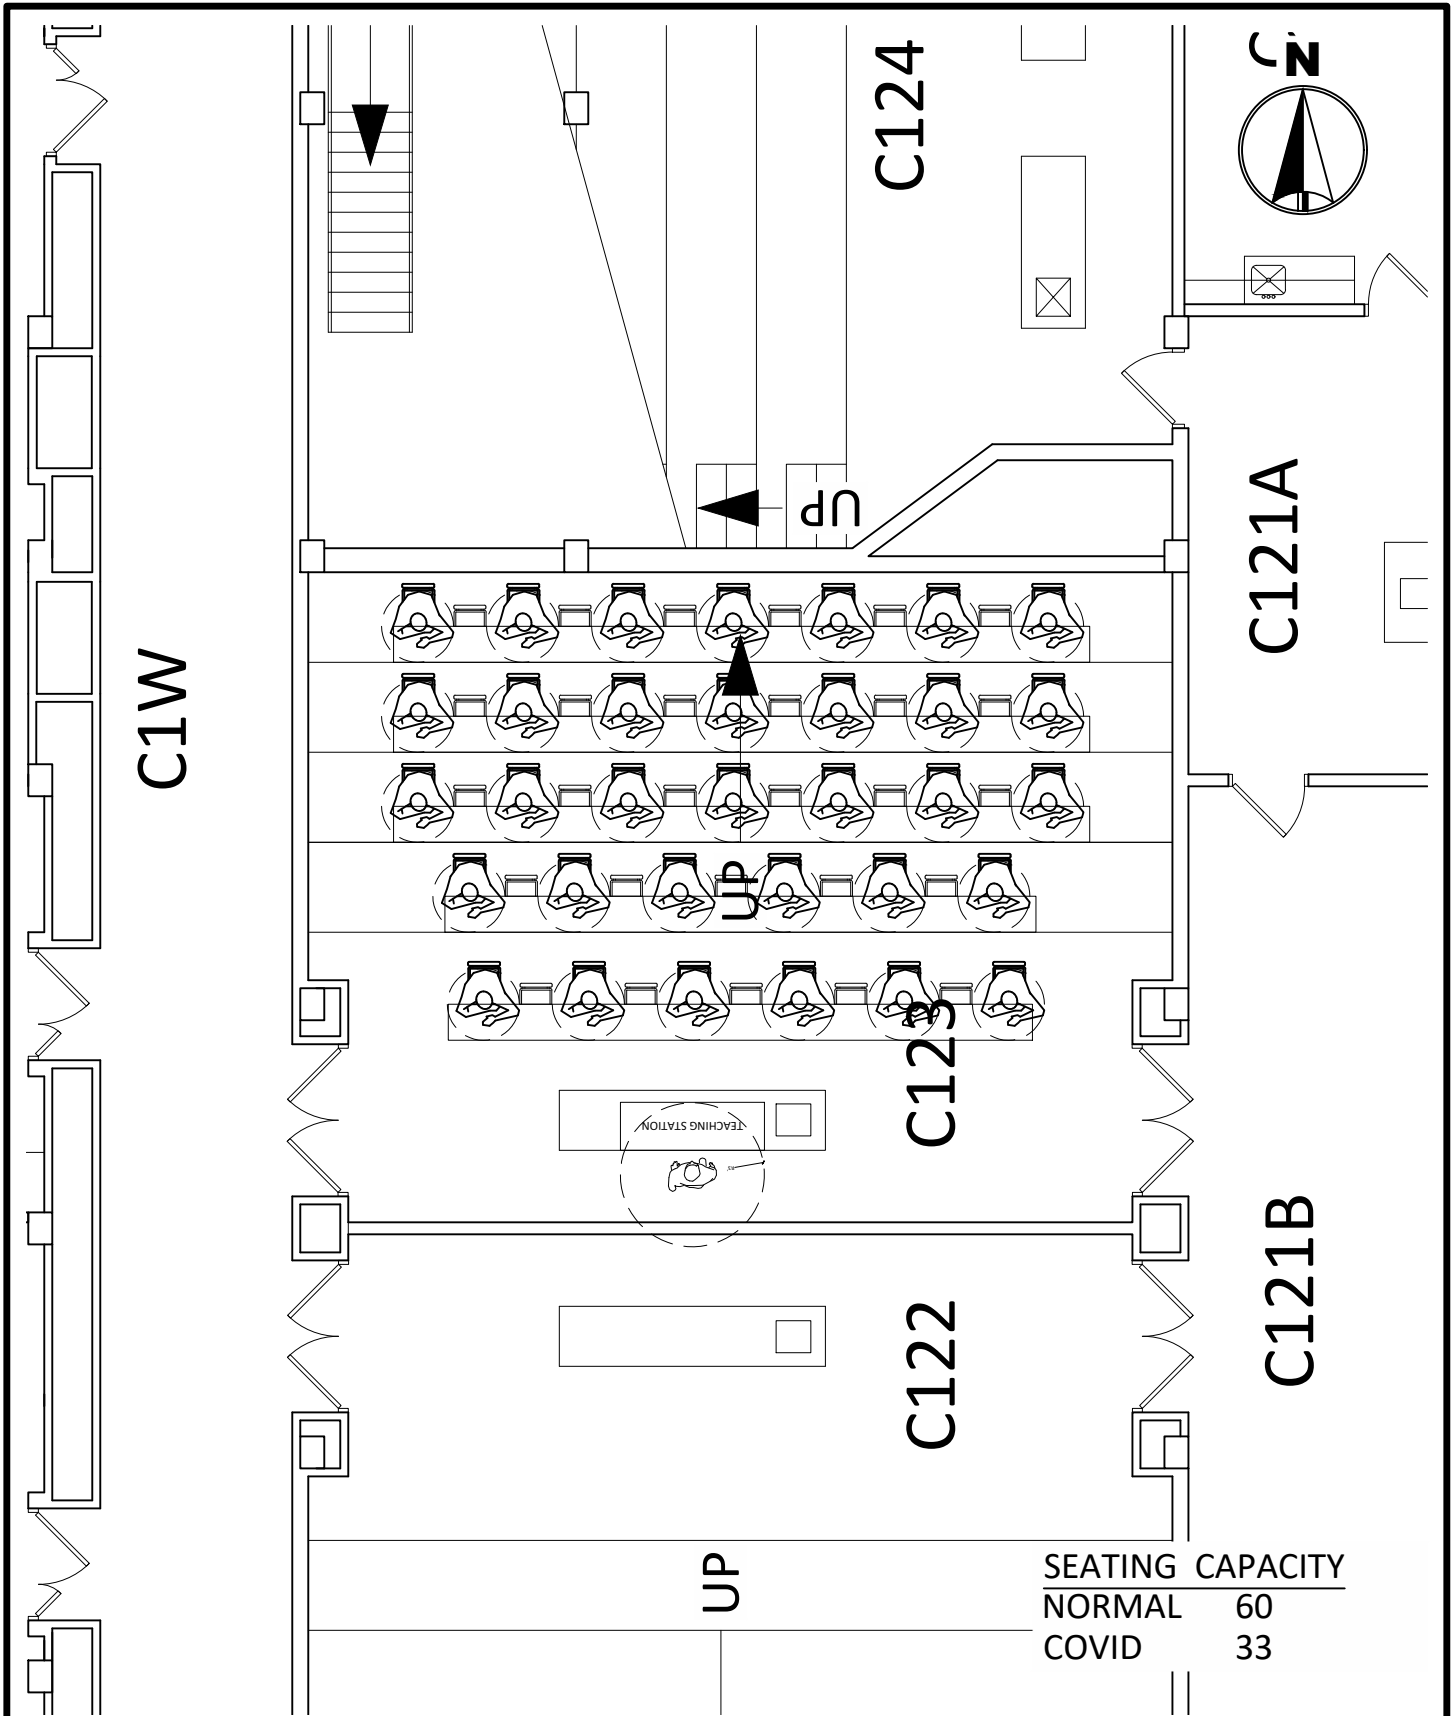 N
C124
UP
C121A
C1W
UP
C123
TEACHING STATION
C121B
C122
UP
SEATING CAPACITY
NORMAL 60
COVID 33